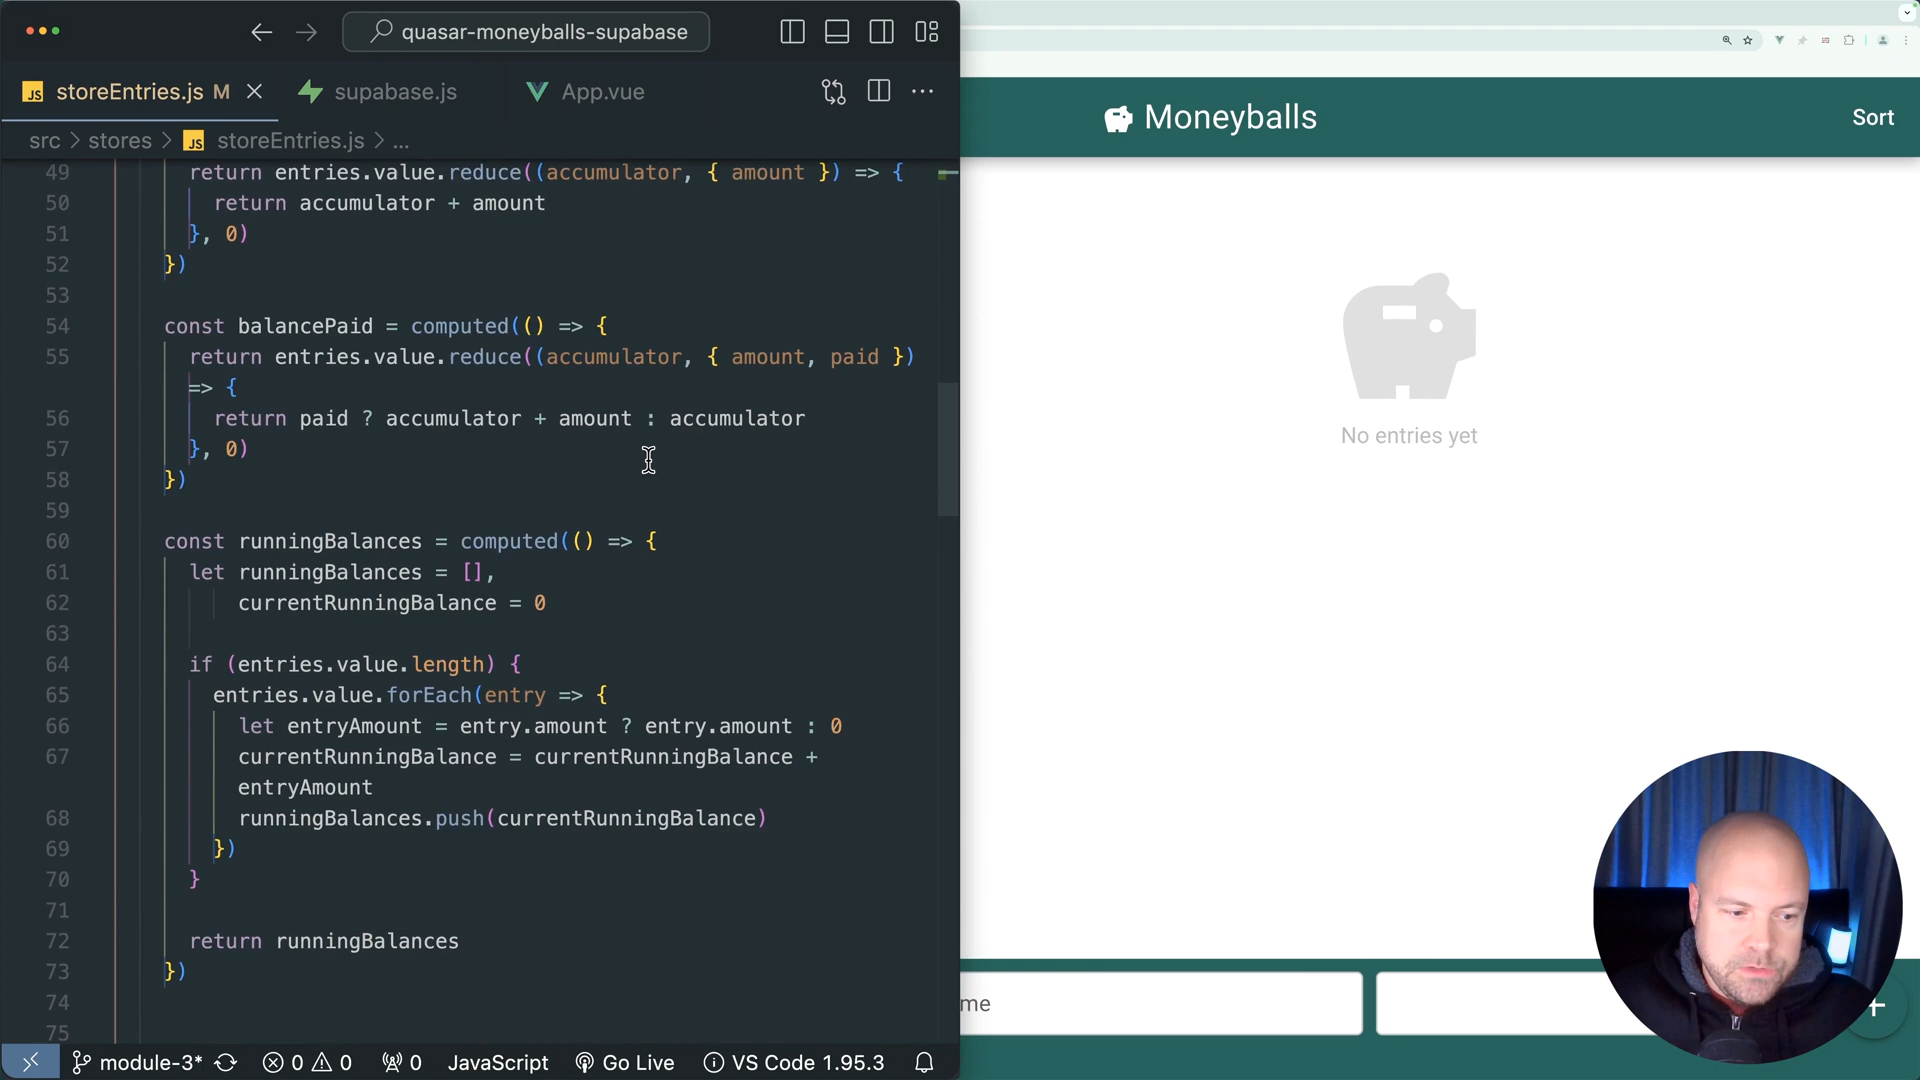 quasar-moneyballs-supabase
JS storeEntries.js M
supabase.js
App.vue
src > stores > JS storeEntries.js > ...
49 return entries.value.reduce((accumulator, { amount }) => {
50 return accumulator + amount
51 }, 0)
52 })
53
54 const balancePaid = computed(() => {
55 return entries.value.reduce((accumulator, { amount, paid })
=> {
56 return paid ? accumulator + amount : accumulator
57 }, 0)
58 })
59
60 const runningBalances = computed(() => {
61 let runningBalances = [],
62 currentRunningBalance = 0
63
64 if (entries.value.length) {
65 entries.value.forEach(entry => {
66 let entryAmount = entry.amount ? entry.amount : 0
67 currentRunningBalance = currentRunningBalance +
entryAmount
68 runningBalances.push(currentRunningBalance)
69 })
70 }
71
72 return runningBalances
73 })
74
75
module-3* 0 0 0 JavaScript Go Live VS Code 1.95.3
Moneyballs
Sort
No entries yet
me
+